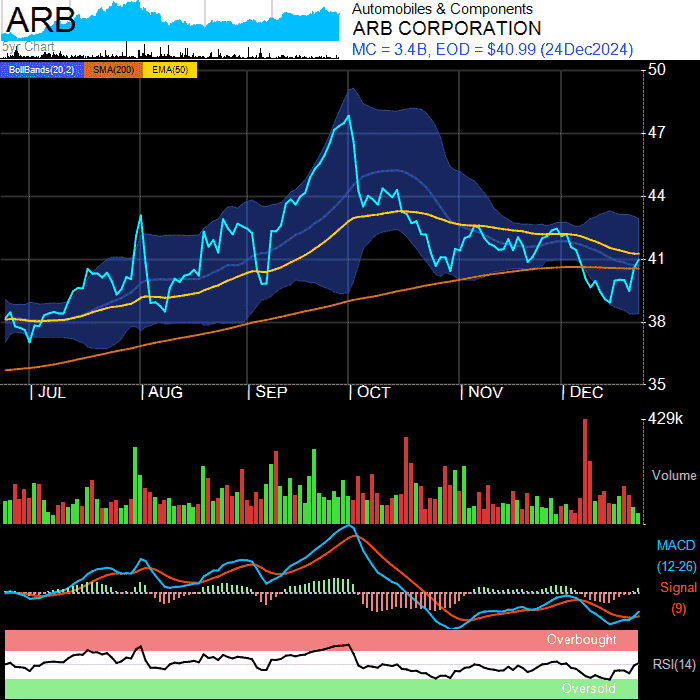 ARB
5yr Chart
Automobiles & Components
ARB CORPORATION
MC = 3.4B, EOD = $40.99 (24Dec2024)
BollBands(20,2) SMA(200) EMA(50)
50
47
44
41
38
35
| JUL | AUG | SEP | OCT | NOV | DEC
429k
Volume
MACD
(12-26)
Signal
(9)
Overbought
RSI(14)
Oversold